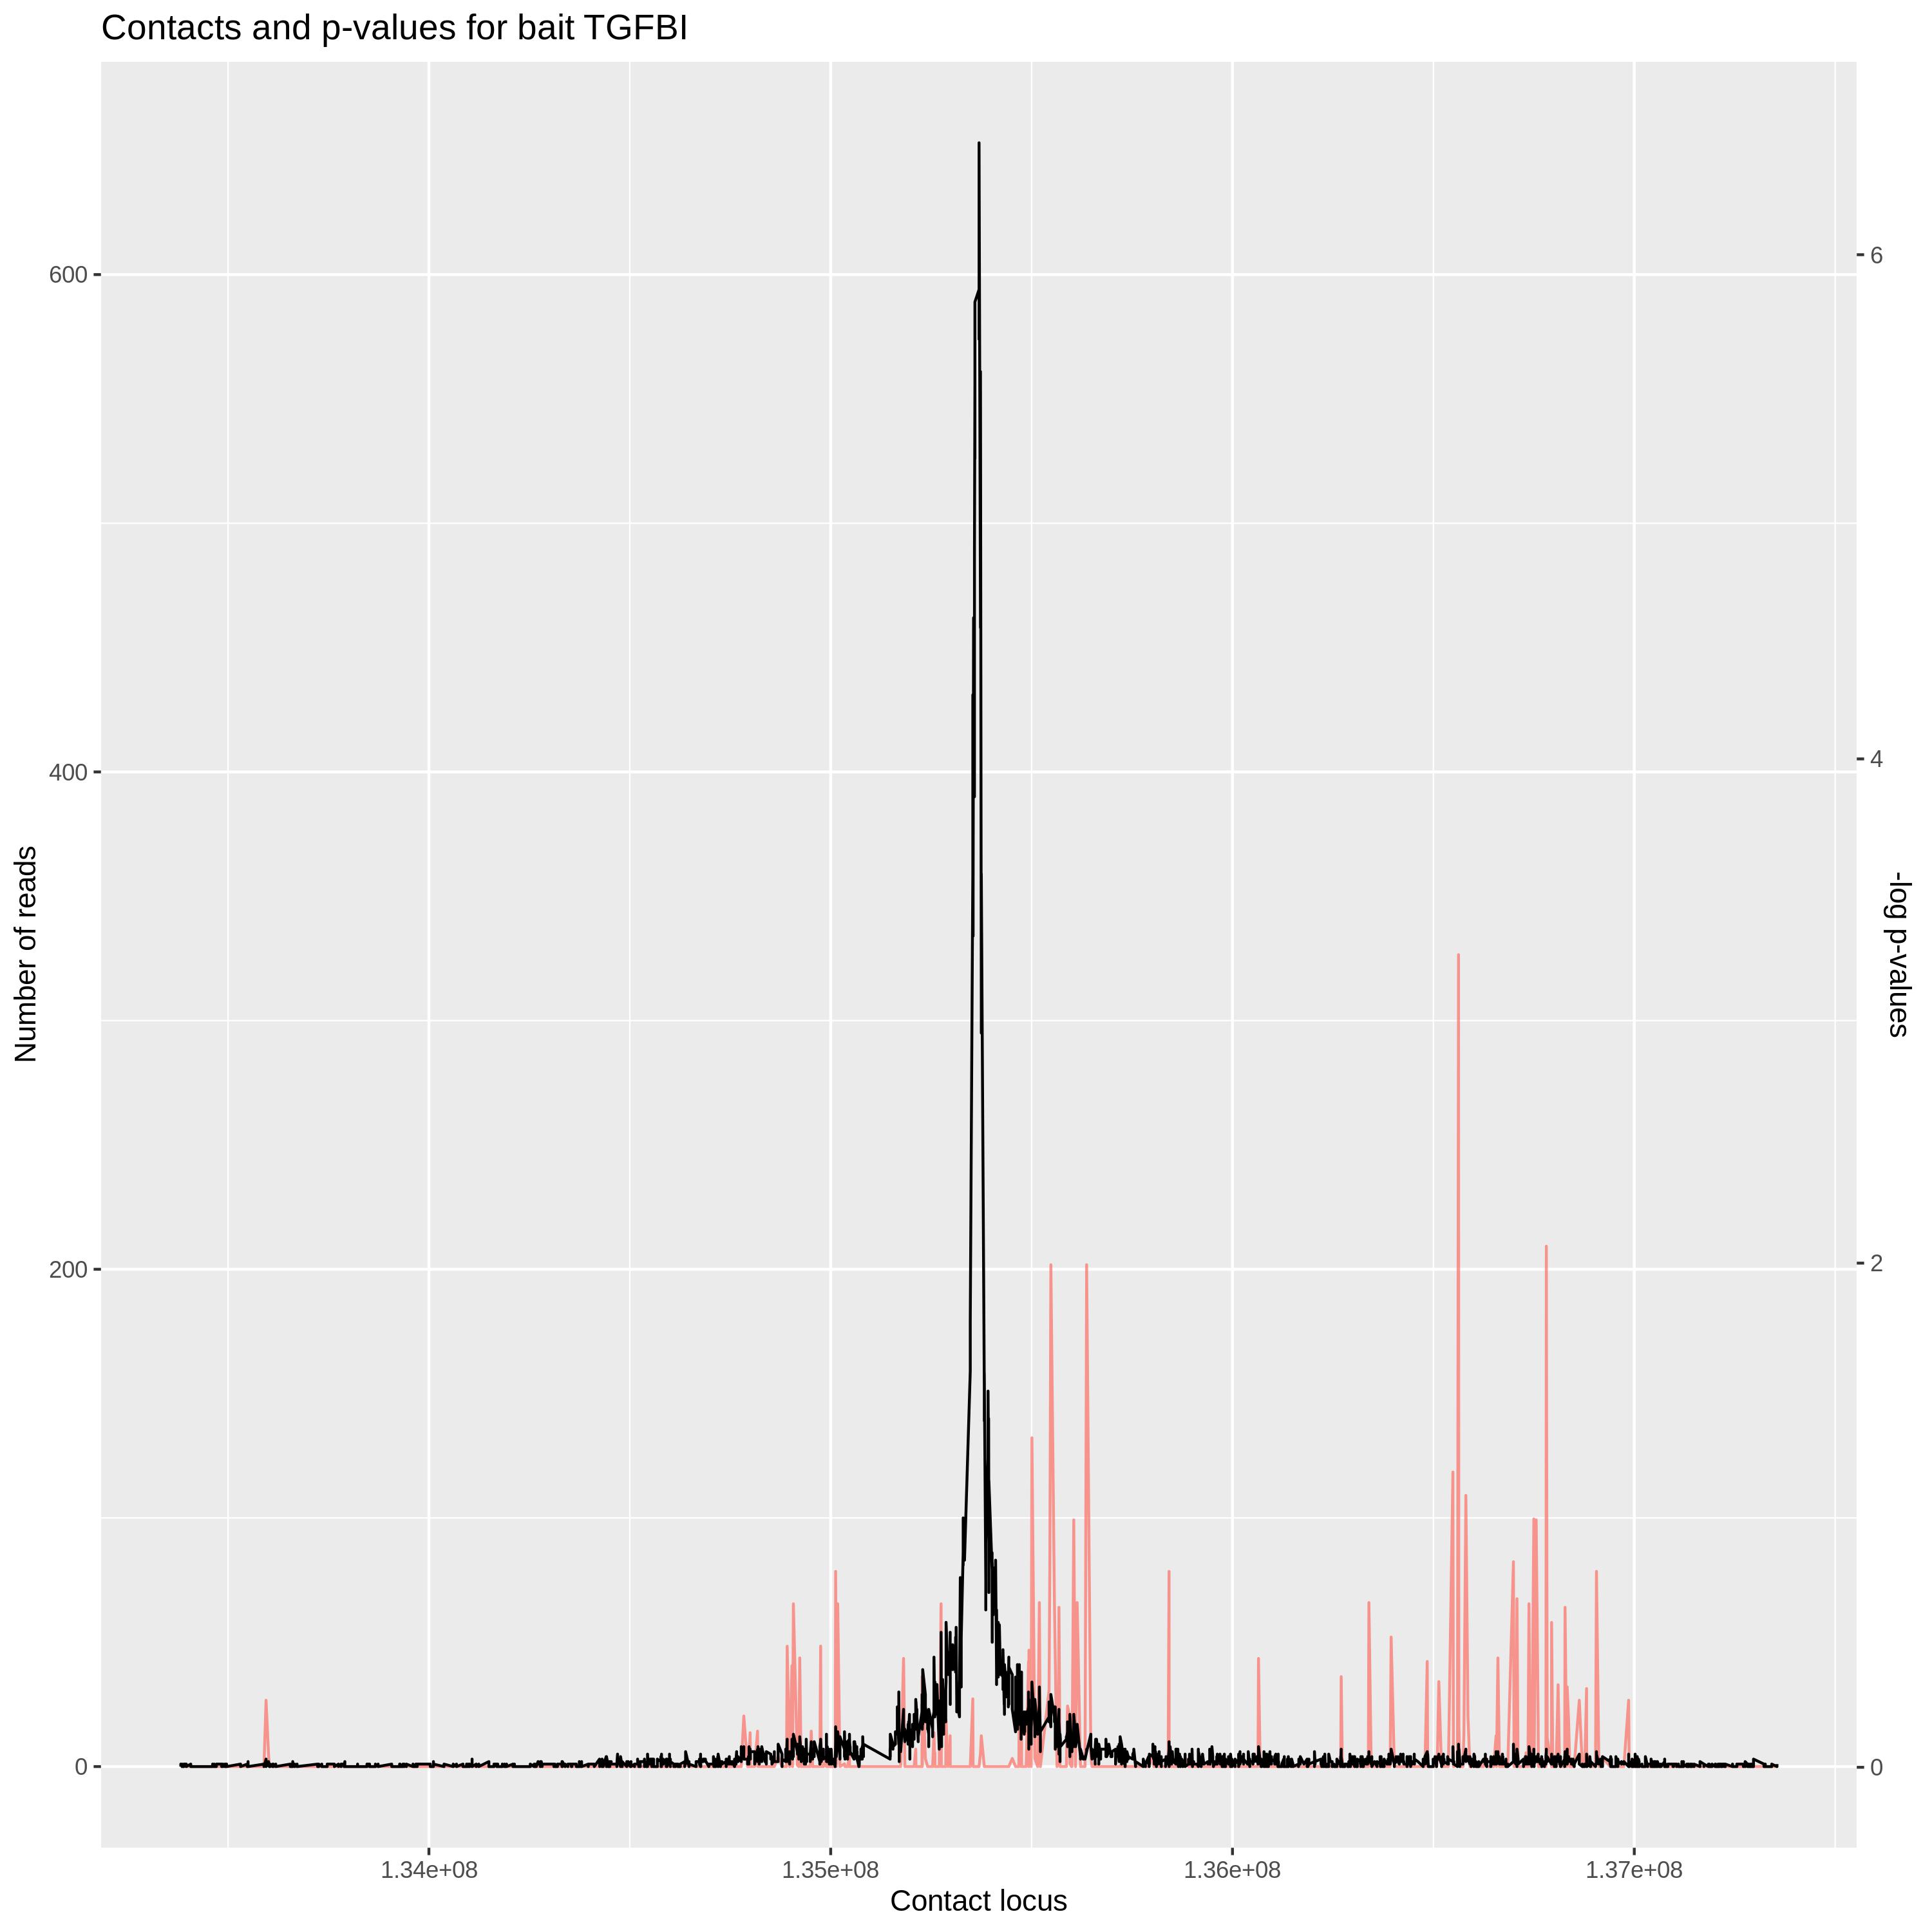 Contacts and p-values for bait TGFBI
600
400
200
0
6
4
2
0
Number of reads
-log p-values
1.34e+08
1.35e+08
1.36e+08
1.37e+08
Contact locus